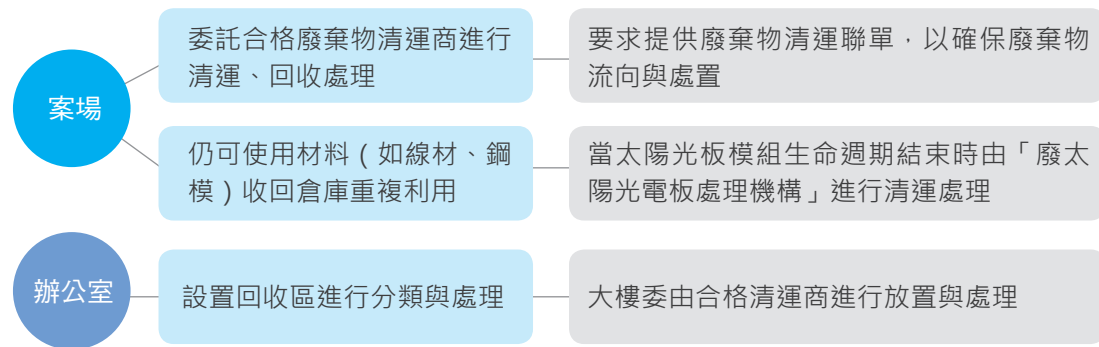 案場
委託合格廢棄物清運商進行
清運、回收處理
要求提供廢棄物清運聯單，以確保廢棄物
流向與處置
仍可使用材料（如線材、鋼
模）收回倉庫重複利用
當太陽光板模組生命週期結束時由「廢太
陽光電板處理機構」進行清運處理
辦公室
設置回收區進行分類與處理
大樓委由合格清運商進行放置與處理